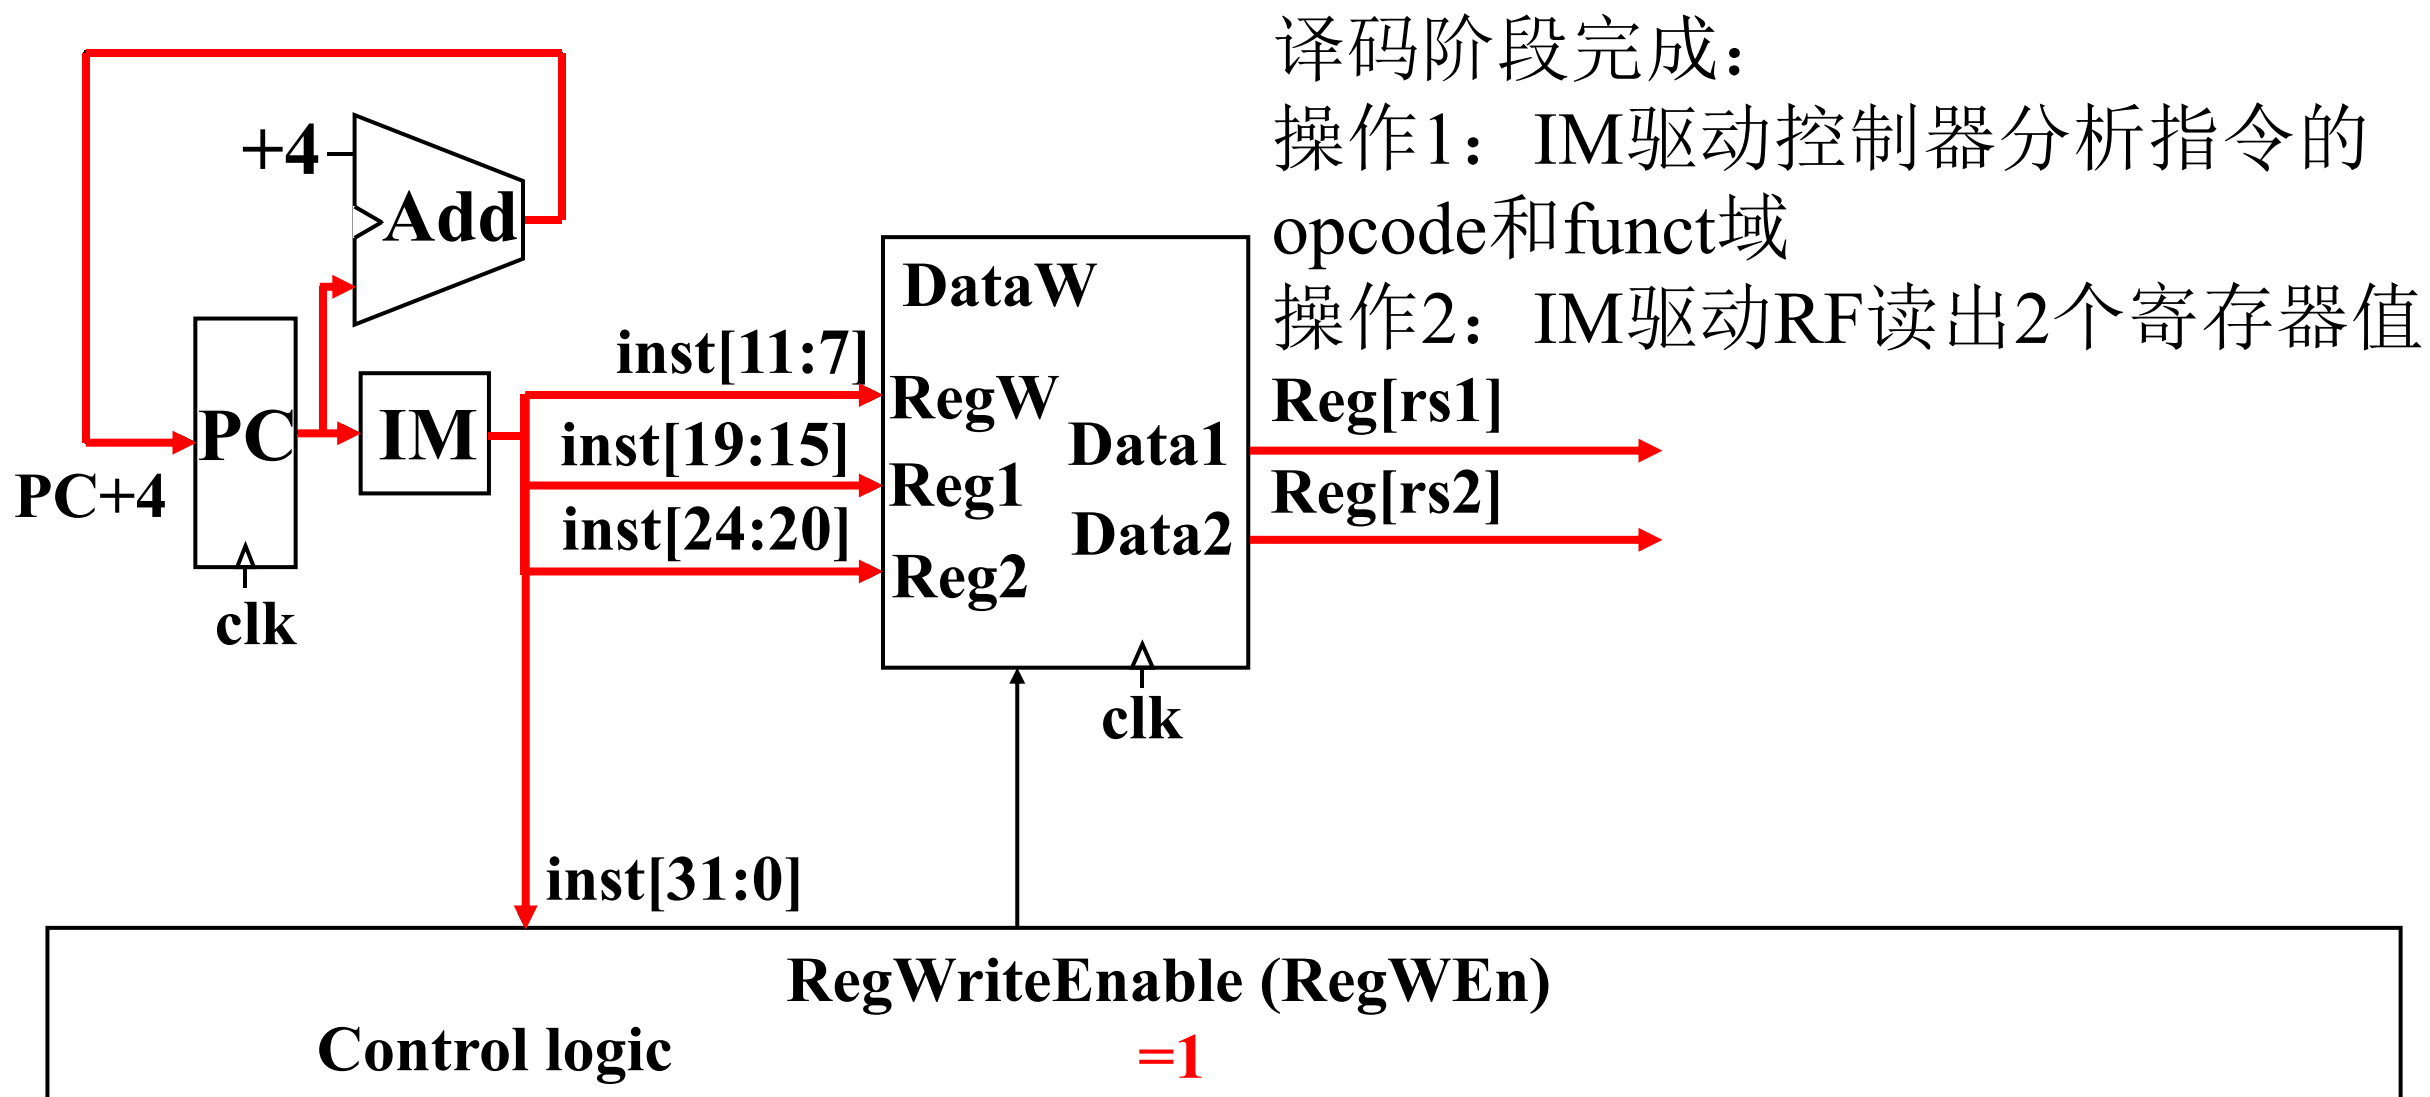 译码阶段完成：
操作1：IM驱动控制器分析指令的
opcode和funct域
操作2：IM驱动RF读出2个寄存器值
+4
Add
DataW
inst[11:7]
RegW
Reg[rs1]
PC
IM
inst[19:15]
Data1
PC+4
Reg1
Reg[rs2]
inst[24:20]
Data2
Reg2
clk
clk
inst[31:0]
RegWriteEnable (RegWEn)
Control logic
=1